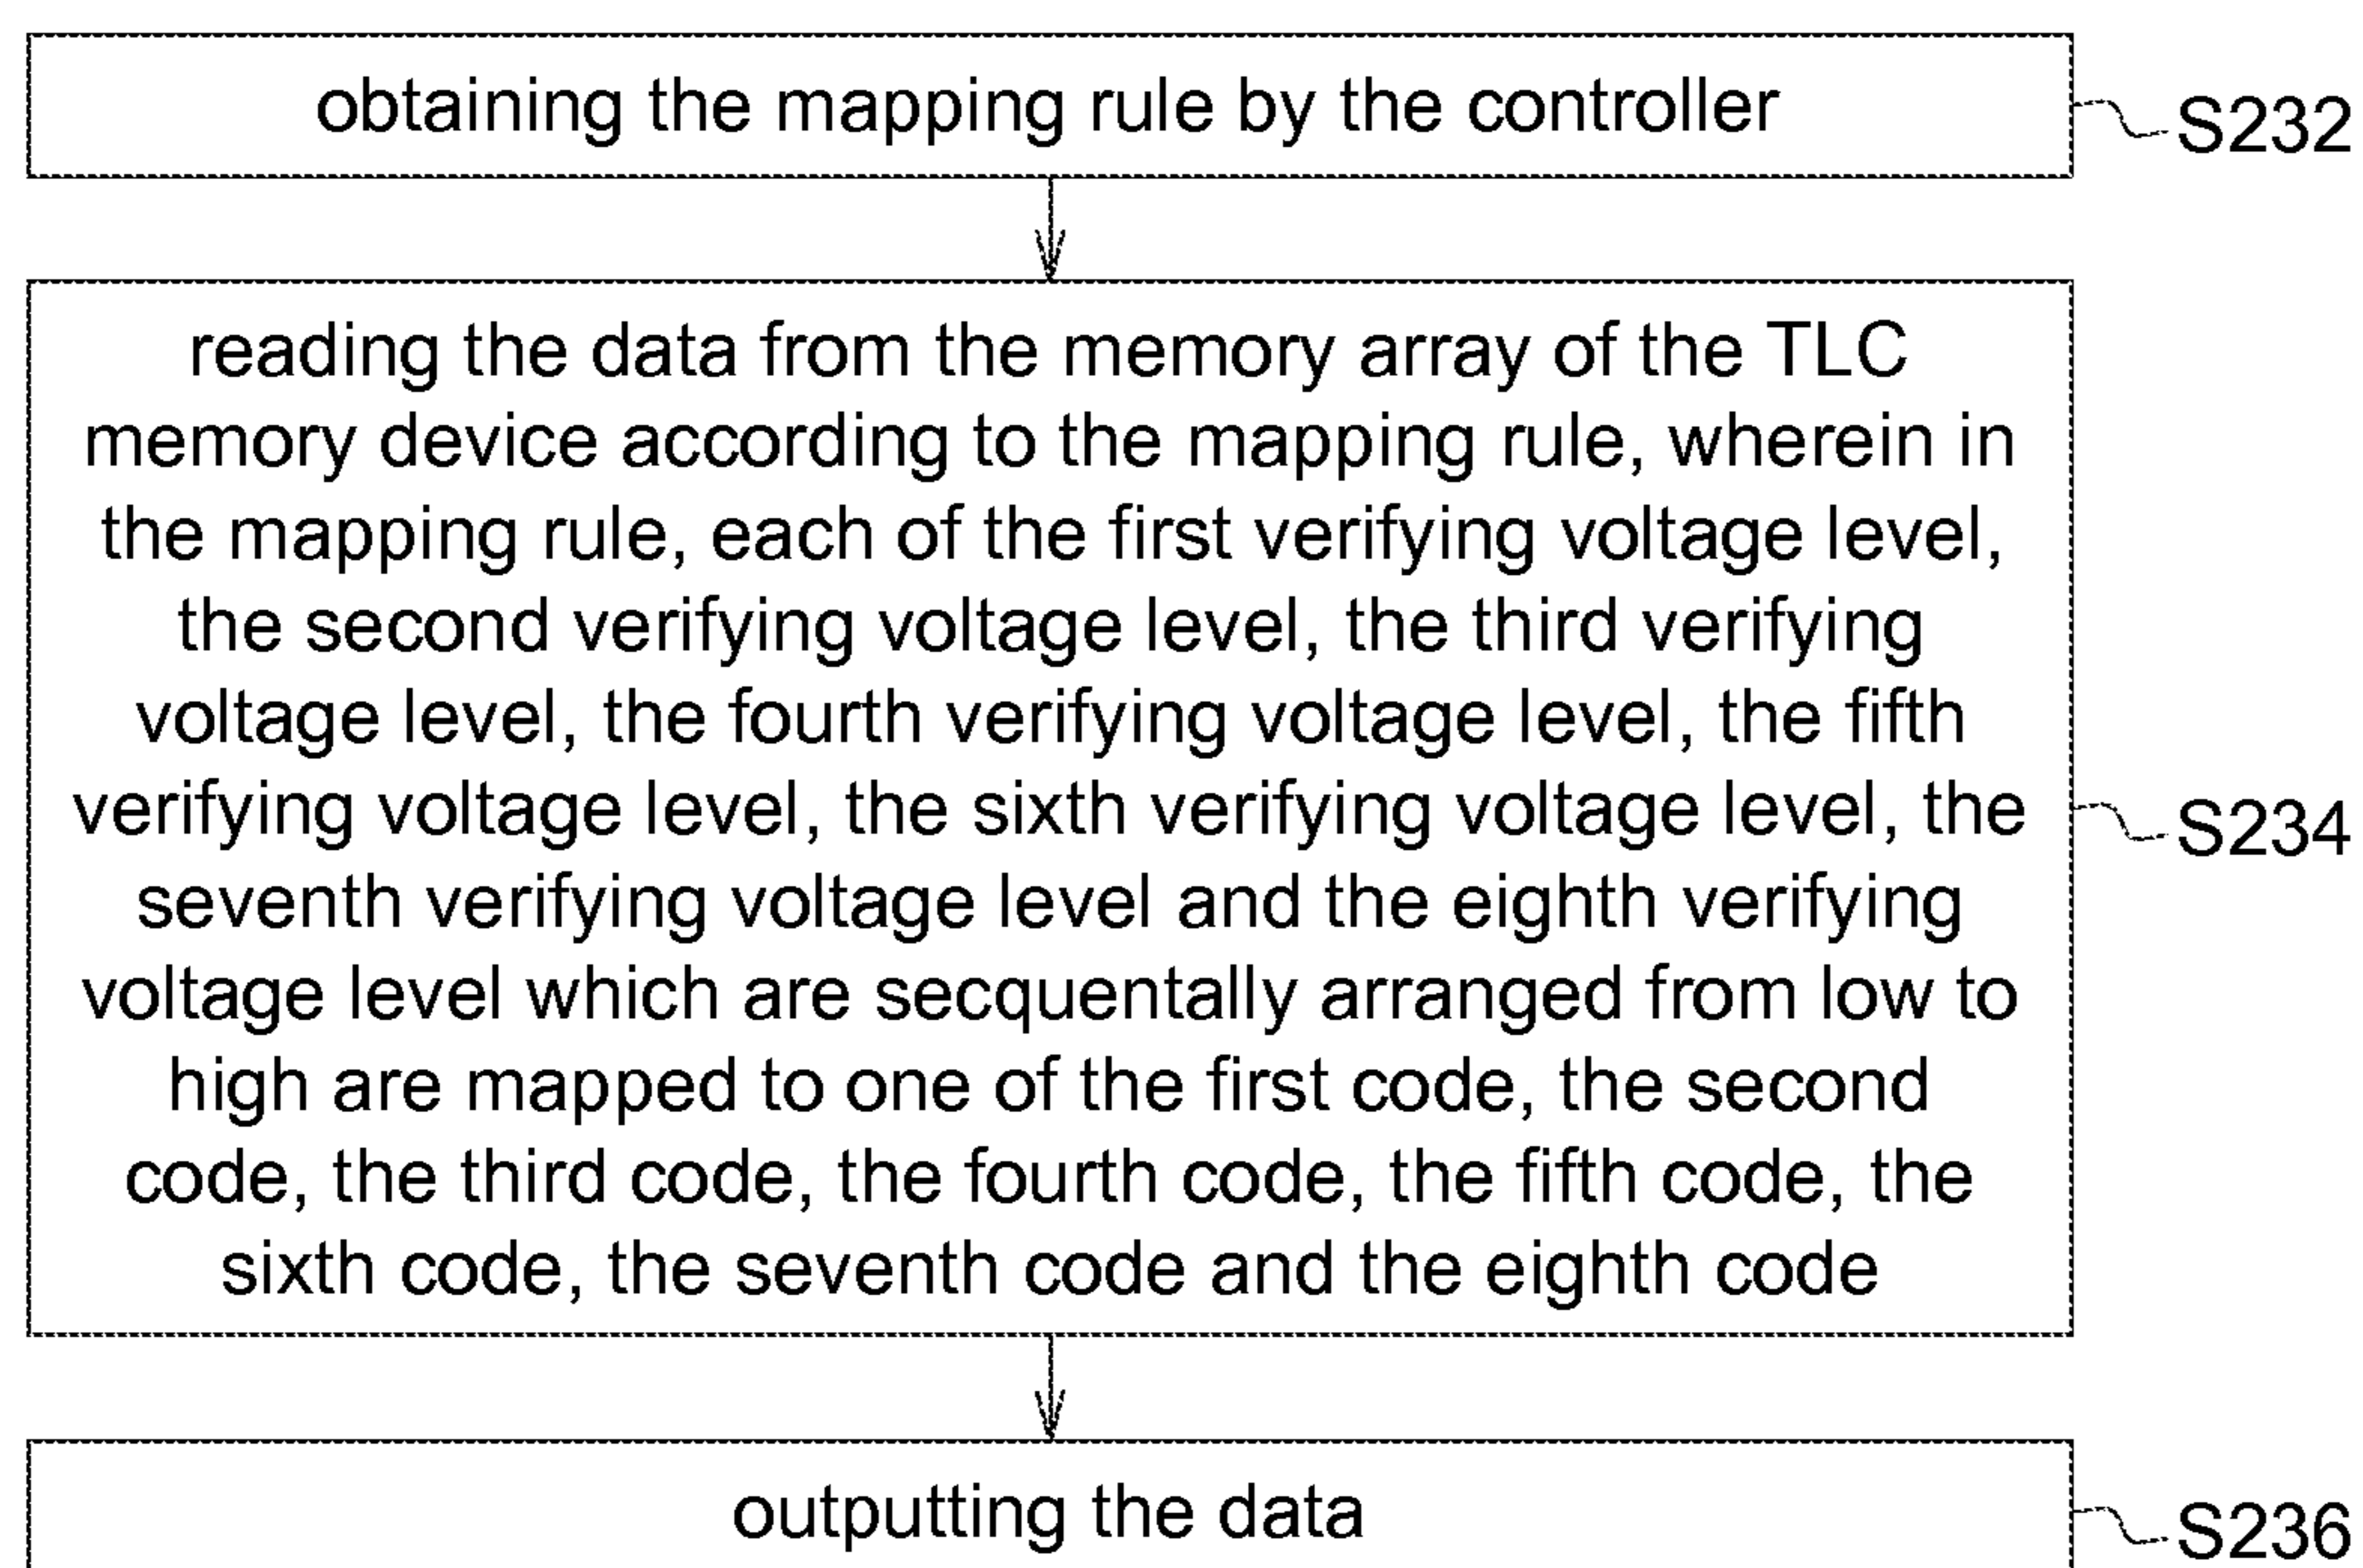 obtaining the mapping rule by the controller
S232
reading the data from the memory array of the TLC
memory device according to the mapping rule, wherein in
the mapping rule, each of the first verifying voltage level,
the second verifying voltage level, the third verifying
voltage level, the fourth verifying voltage level, the fifth
verifying voltage level, the sixth verifying voltage level, the
seventh verifying voltage level and the eighth verifying
voltage level which are secquentally arranged from low to
high are mapped to one of the first code, the second
code, the third code, the fourth code, the fifth code, the
sixth code, the seventh code and the eighth code
S234
outputting the data
S236